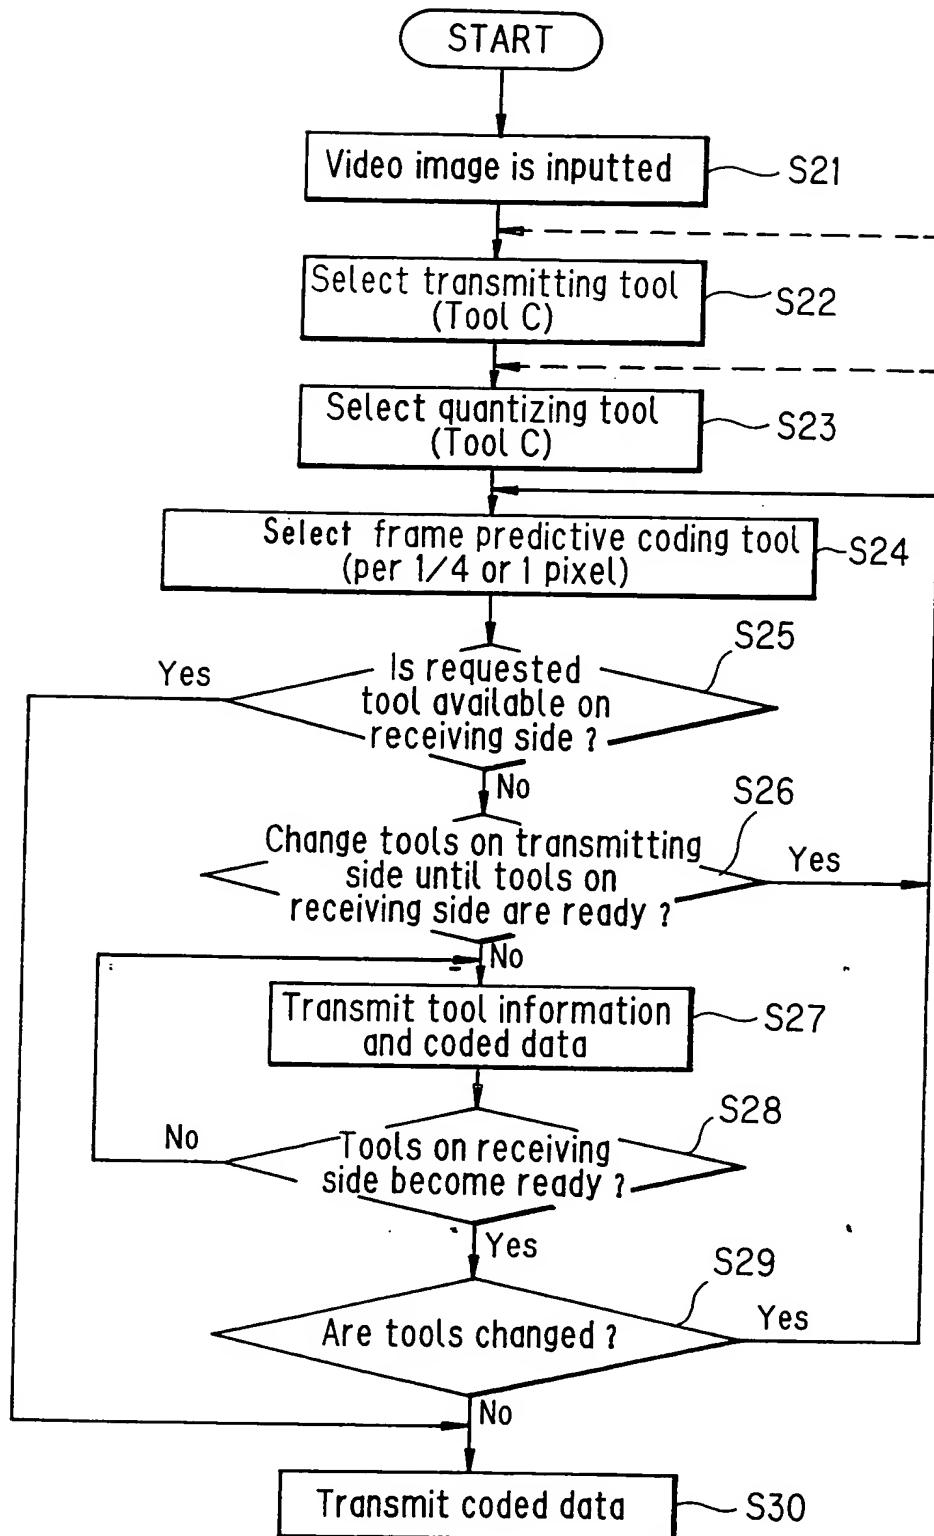 START
Video image is inputted
S21
Select transmitting tool
(Tool C)
S22
Select quantizing tool
(Tool C)
S23
Select frame predictive coding tool
(per 1/4 or 1 pixel)
S24
S25
Yes
Is requested
tool available on
receiving side ?
No
S26
Change tools on transmitting
side until tools on
receiving side are ready ?
Yes
No
Transmit tool information
and coded data
S27
S28
No
Tools on receiving
side become ready ?
Yes
S29
Are tools changed ?
Yes
No
Transmit coded data
S30